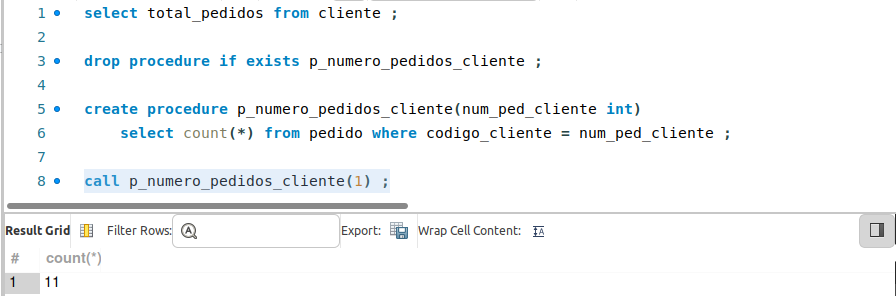 1 select total_pedidos from cliente ;
2
3 drop procedure if exists p_numero_pedidos_cliente ;
4
5 create procedure p_numero_pedidos_cliente(num_ped_cliente int)
6 select count(*) from pedido where codigo_cliente = num_ped_cliente ;
7
8 call p_numero_pedidos_cliente(1) ;
Result Grid Filter Rows: Export: Wrap Cell Content: IA
# count(*)
1 11